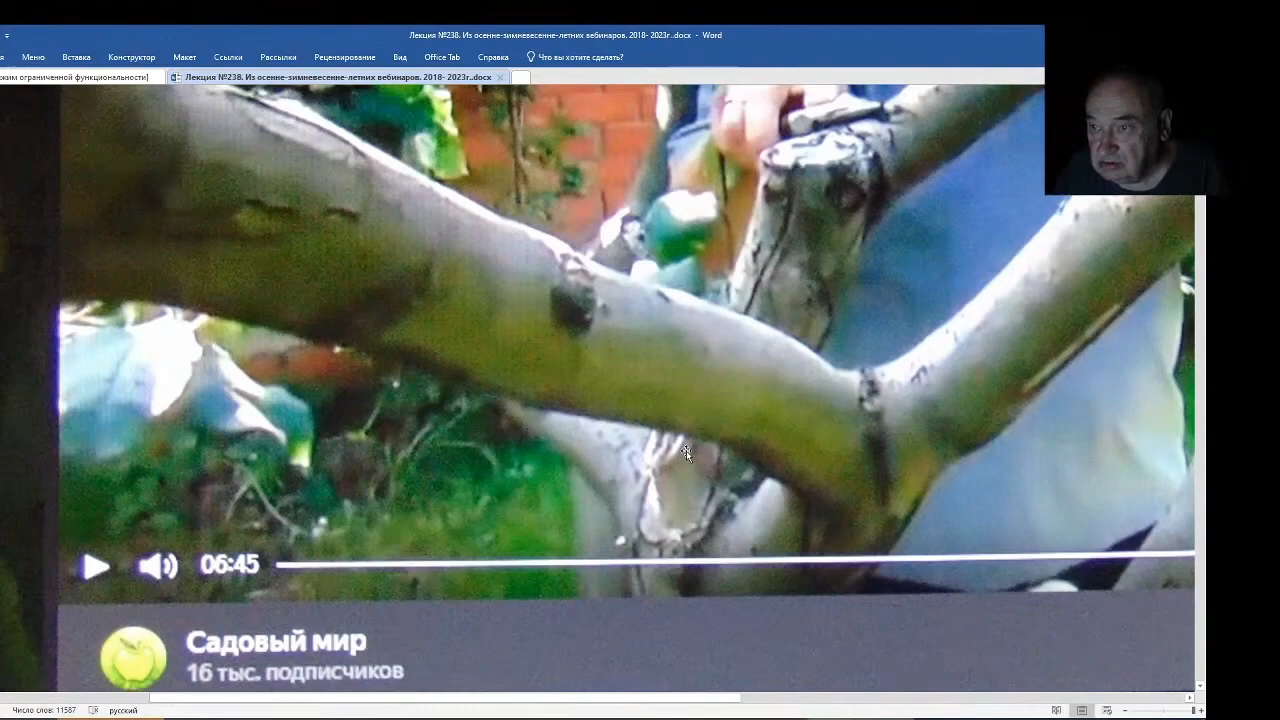 Лекция №238. Из осенне-зимневесенне-летних вебинаров. 2018- 2023г..docx - Word
я Меню Вставка Конструктор Макет Ссылки Рассылки Рецензирование Вид Office Tab Справка Что вы хотите сделать?
жим ограниченной функциональности] Лекция №238. Из осенне-зимневесенне-летних вебинаров. 2018- 2023г..docx
06:45
Садовый мир
16 тыс. подписчиков
Число слов: 11587 русский